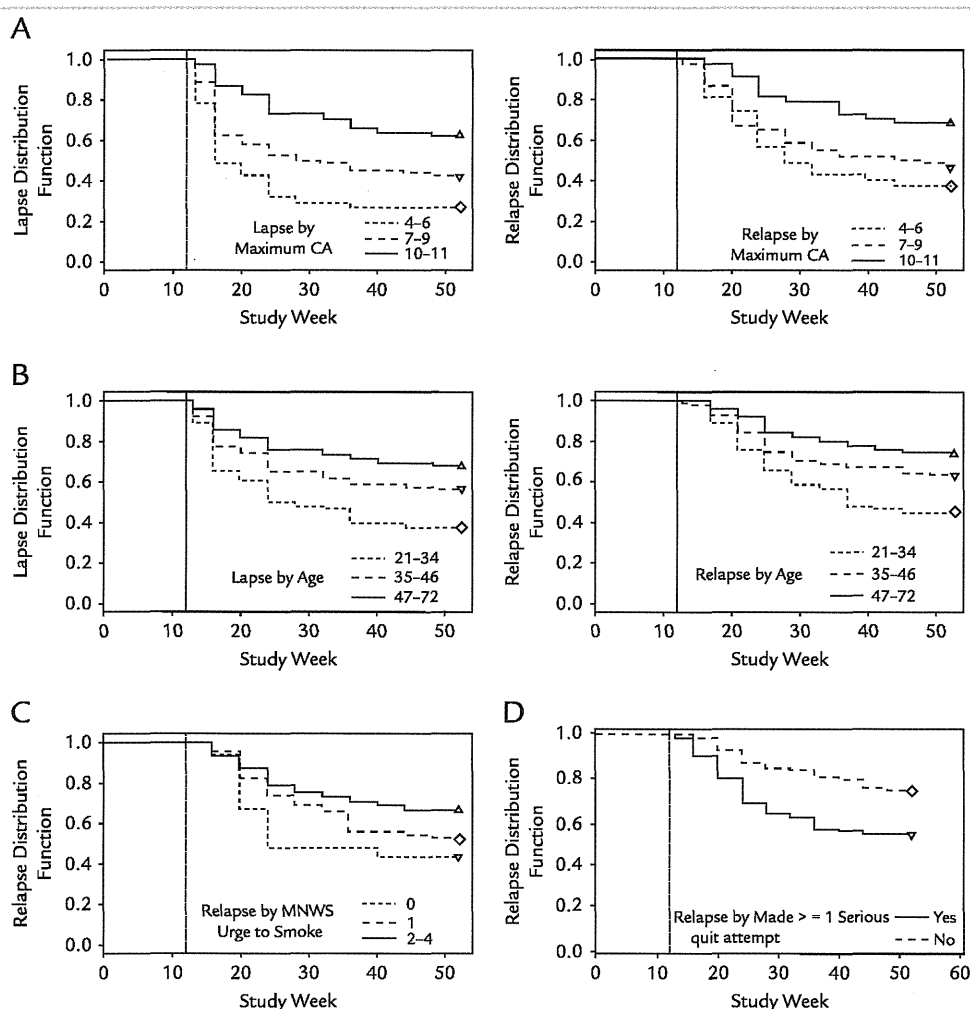 A
Lapse Distribution
Function
1.0
0.8
0.6
0.4
0.2
0.0
Lapse by
Maximum CA
4–6
7–9
10–11
0 10 20 30 40 50
Study Week
Relapse Distribution
Function
1.0
0.8
0.6
0.4
0.2
0.0
Relapse by
Maximum CA
4–6
7–9
10–11
0 10 20 30 40 50
Study Week
B
Lapse Distribution
Function
1.0
0.8
0.6
0.4
0.2
0.0
Lapse by Age
21–34
35–46
47–72
0 10 20 30 40 50
Study Week
Relapse Distribution
Function
1.0
0.8
0.6
0.4
0.2
0.0
Relapse by Age
21–34
35–46
47–72
0 10 20 30 40 50
Study Week
C
Relapse Distribution
Function
1.0
0.8
0.6
0.4
0.2
0.0
Relapse by MNWS
Urge to Smoke
0
1
2–4
0 10 20 30 40 50
Study Week
D
Relapse Distribution
Function
1.0
0.8
0.6
0.4
0.2
0.0
Relapse by Made > = 1 Serious
quit attempt
Yes
No
0 10 20 30 40 50 60
Study Week